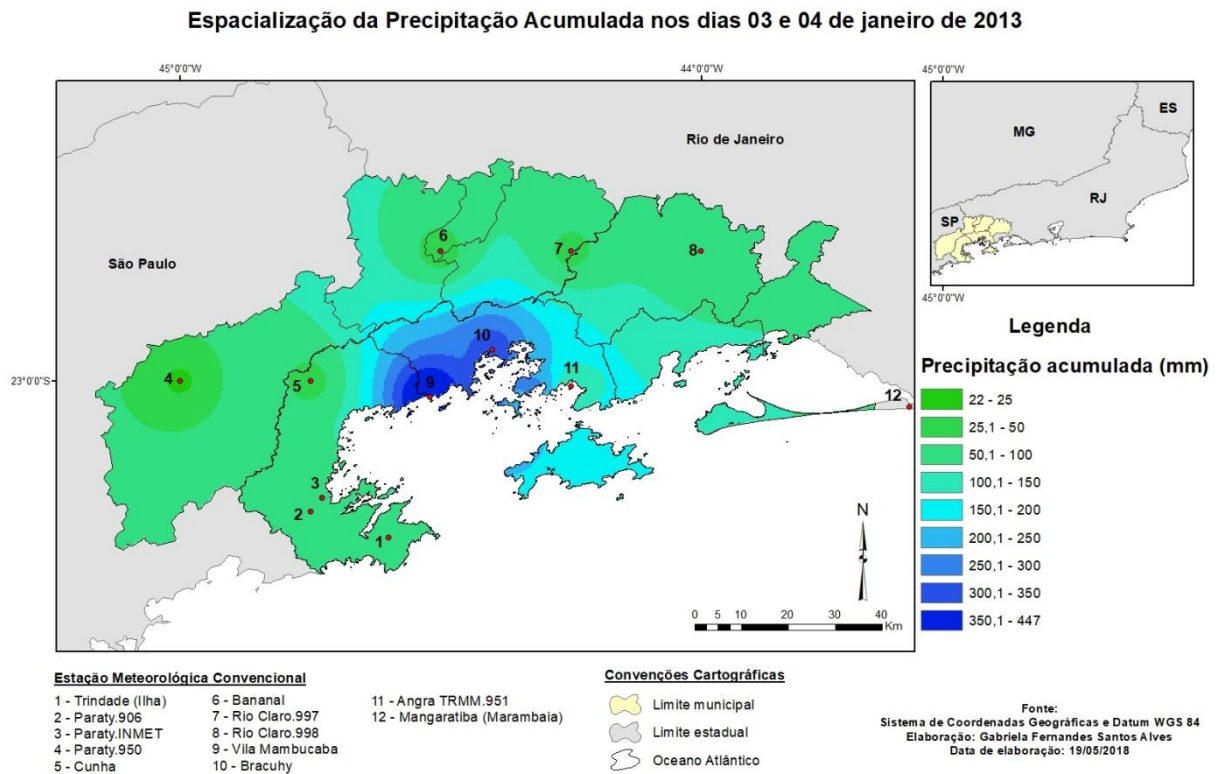 Espacialização da Precipitação Acumulada nos dias 03 e 04 de janeiro de 2013
45°0'0"W
44°0'0"W
23°0'0"S
Rio de Janeiro
São Paulo
6
7
8
10
4
5
9
11
12
3
2
1
N
0 5 10 20 30 40
Km
45°0'0"W
MG
ES
SP
RJ
45°0'0"W
Legenda
Precipitação acumulada (mm)
22 - 25
25,1 - 50
50,1 - 100
100,1 - 150
150,1 - 200
200,1 - 250
250,1 - 300
300,1 - 350
350,1 - 447
Estação Meteorológica Convencional
1 - Trindade (Ilha)
2 - Paraty.906
3 - Paraty.INMET
4 - Paraty.950
5 - Cunha
6 - Bananal
7 - Rio Claro.997
8 - Rio Claro.998
9 - Vila Mambucaba
10 - Bracuhy
11 - Angra TRMM.951
12 - Mangaratiba (Marambaia)
Convenções Cartográficas
Limite municipal
Limite estadual
Oceano Atlântico
Fonte:
Sistema de Coordenadas Geográficas e Datum WGS 84
Elaboração: Gabriela Fernandes Santos Alves
Data de elaboração: 19/05/2018